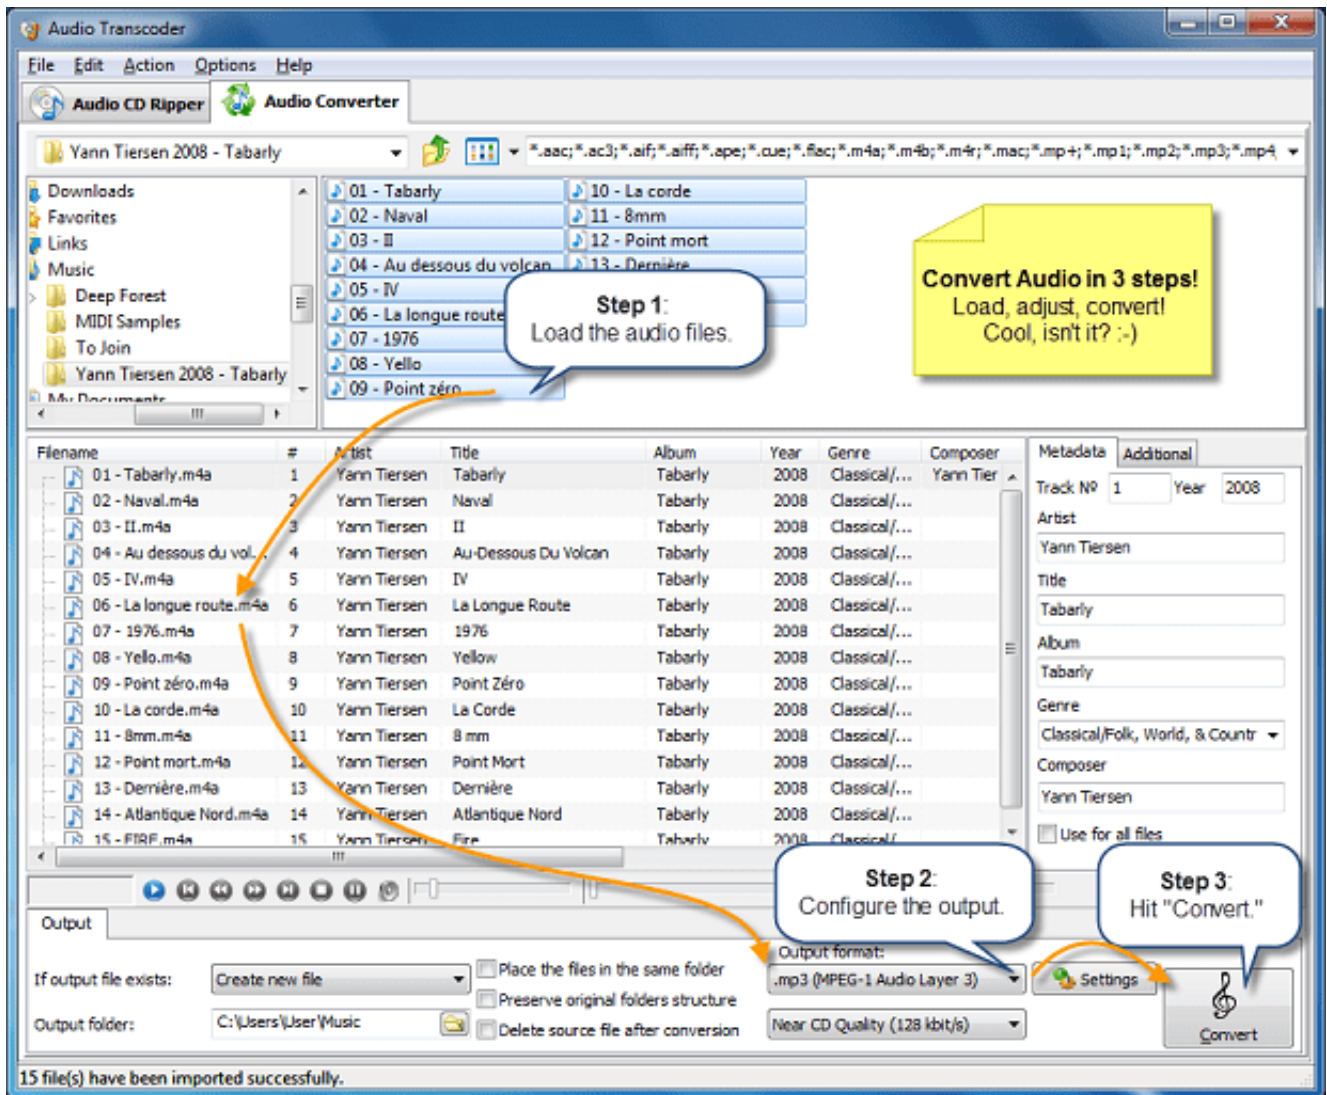 Audio Transcoder
File Edit Action Options Help
Audio CD Ripper
Audio Converter
Yann Tiersen 2008 - Tabarly
*.aac;*.ac3;*.aif;*.aiff;*.ape;*.cue;*.flac;*.m4a;*.m4b;*.m4r;*.mac;*.mp+;*.mp1;*.mp2;*.mp3;*.mp4
Downloads
Favorites
Links
Music
Deep Forest
MIDI Samples
To Join
Yann Tiersen 2008 - Tabarly
My Documents
01 - Tabarly
02 - Naval
03 - II
04 - Au dessous du volcan
05 - IV
06 - La longue route
07 - 1976
08 - Yello
09 - Point zéro
10 - La corde
11 - 8mm
12 - Point mort
13 - Dernière
Step 1:
Load the audio files.
Convert Audio in 3 steps!
Load, adjust, convert!
Cool, isn't it? :-)
Filename # Artist Title Album Year Genre Composer
01 - Tabarly.m4a 1 Yann Tiersen Tabarly Tabarly 2008 Classical/... Yann Tier
02 - Naval.m4a 2 Yann Tiersen Naval Tabarly 2008 Classical/...
03 - II.m4a 3 Yann Tiersen II Tabarly 2008 Classical/...
04 - Au dessous du vol... 4 Yann Tiersen Au-Dessous Du Volcan Tabarly 2008 Classical/...
05 - IV.m4a 5 Yann Tiersen IV Tabarly 2008 Classical/...
06 - La longue route.m4a 6 Yann Tiersen La Longue Route Tabarly 2008 Classical/...
07 - 1976.m4a 7 Yann Tiersen 1976 Tabarly 2008 Classical/...
08 - Yello.m4a 8 Yann Tiersen Yellow Tabarly 2008 Classical/...
09 - Point zéro.m4a 9 Yann Tiersen Point Zéro Tabarly 2008 Classical/...
10 - La corde.m4a 10 Yann Tiersen La Corde Tabarly 2008 Classical/...
11 - 8mm.m4a 11 Yann Tiersen 8 mm Tabarly 2008 Classical/...
12 - Point mort.m4a 12 Yann Tiersen Point Mort Tabarly 2008 Classical/...
13 - Dernière.m4a 13 Yann Tiersen Dernière Tabarly 2008 Classical/...
14 - Atlantique Nord.m4a 14 Yann Tiersen Atlantique Nord Tabarly 2008 Classical/...
15 - FIRE.m4a 15 Yann Tiersen Fire Tabarly 2008 Classical/
Metadata
Additional
Track Nº 1 Year 2008
Artist
Yann Tiersen
Title
Tabarly
Album
Tabarly
Genre
Classical/Folk, World, & Countr
Composer
Yann Tiersen
Use for all files
Step 2:
Configure the output.
Step 3:
Hit "Convert."
Output
If output file exists: Create new file
Output folder: C:\Users\User\Music
Place the files in the same folder
Preserve original folders structure
Delete source file after conversion
Output format:
.mp3 (MPEG-1 Audio Layer 3)
Near CD Quality (128 kbit/s)
Settings
Convert
15 file(s) have been imported successfully.